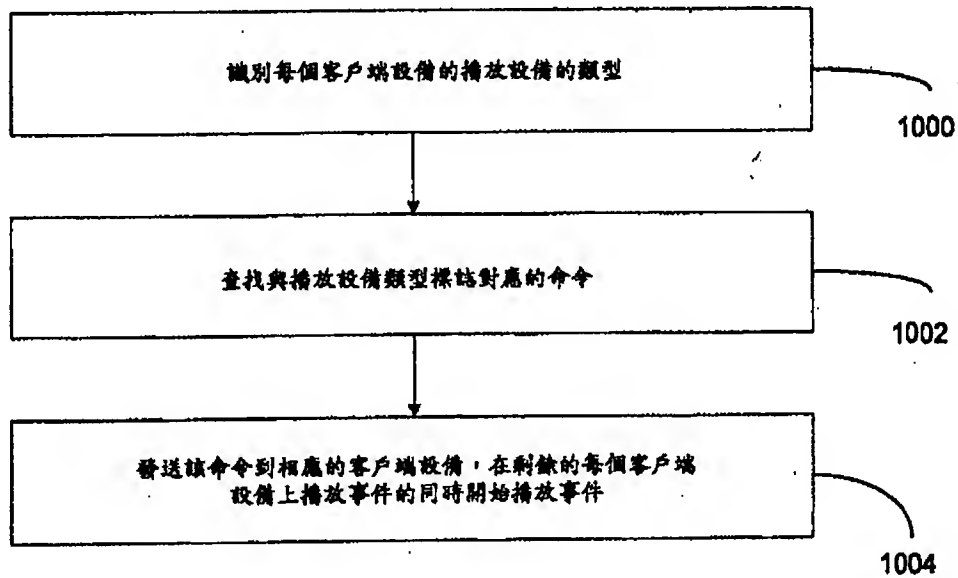 識別每個客戶端設備的播放設備的類型
1000
查找與播放設備類型標誌對應的命令
1002
發送該命令到相應的客戶端設備，在剩餘的每個客戶端
設備上播放事件的同時開始播放事件
1004